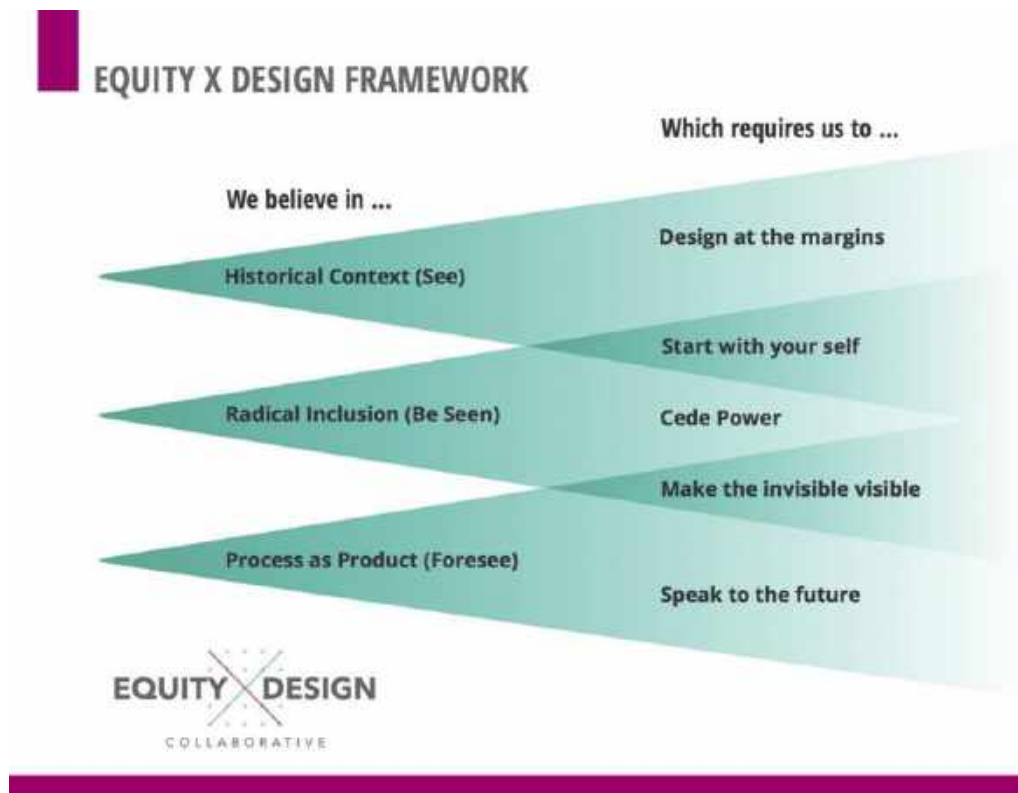 EQUITY X DESIGN FRAMEWORK
Which requires us to ...
We believe in ...
Design at the margins
Historical Context (See)
Start with your self
Radical Inclusion (Be Seen)
Cede Power
Make the invisible visible
Process as Product (Foresee)
Speak to the future
EQUITY DESIGN
COLLABORATIVE